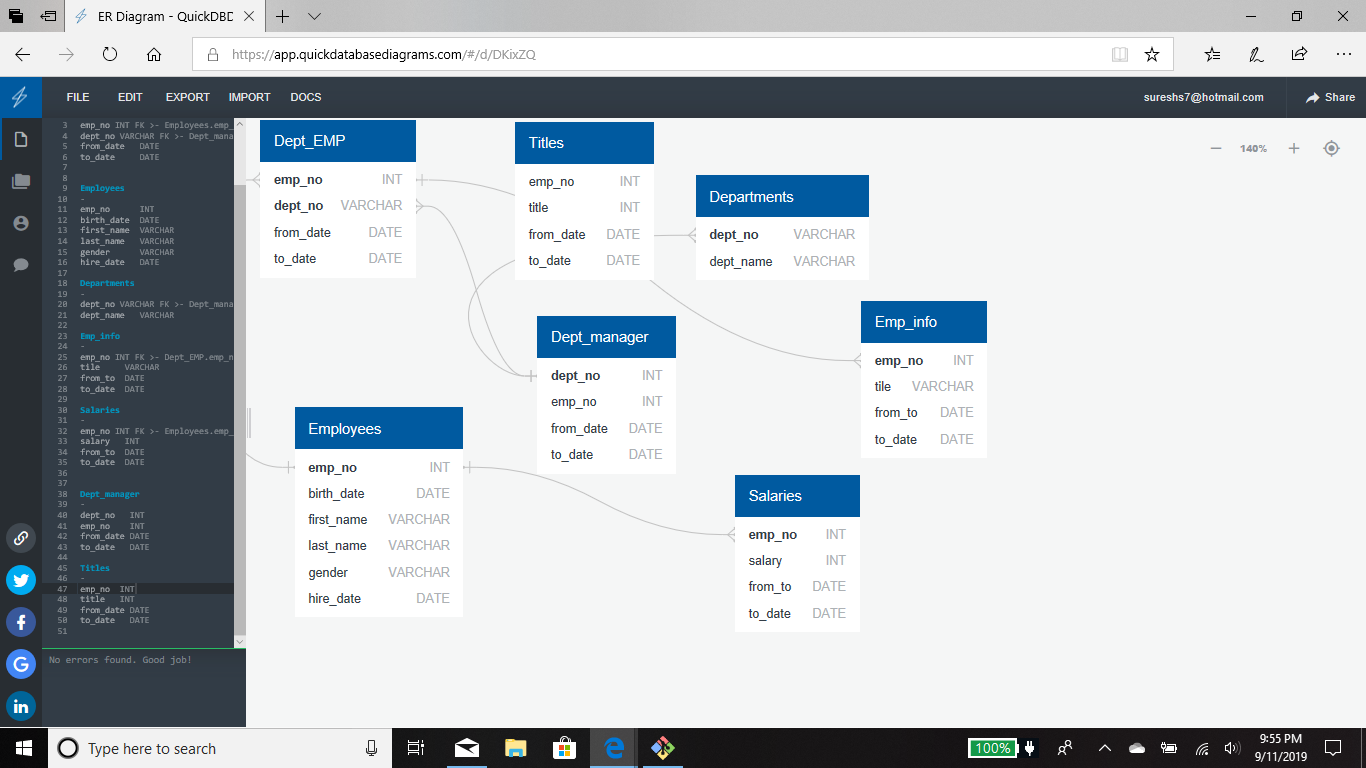 ER Diagram - QuickDBD
https://app.quickdatabasediagrams.com/#/d/DKixZQ
FILE EDIT EXPORT IMPORT DOCS
sureshs7@hotmail.com Share
3 emp_no INT FK >- Employees.emp_
4 dept_no VARCHAR FK >- Dept_mana
5 from_date DATE
6 to_date DATE
7
8
9 Employees
10 -
11 emp_no INT
12 birth_date DATE
13 first_name VARCHAR
14 last_name VARCHAR
15 gender VARCHAR
16 hire_date DATE
17
18 Departments
19 -
20 dept_no VARCHAR FK >- Dept_mana
21 dept_name VARCHAR
22
23 Emp_info
24 -
25 emp_no INT FK >- Dept_EMP.emp_n
26 tile VARCHAR
27 from_to DATE
28 to_date DATE
29
30 Salaries
31 -
32 emp_no INT FK >- Employees.emp_
33 salary INT
34 from_to DATE
35 to_date DATE
36
37
38 Dept_manager
39 -
40 dept_no INT
41 emp_no INT
42 from_date DATE
43 to_date DATE
44
45 Titles
46 -
47 emp_no INT
48 title INT
49 from_date DATE
50 to_date DATE
51
No errors found. Good job!
Dept_EMP
emp_no INT
dept_no VARCHAR
from_date DATE
to_date DATE
Titles
emp_no INT
title INT
from_date DATE
to_date DATE
Departments
dept_no VARCHAR
dept_name VARCHAR
140%
Emp_info
emp_no INT
tile VARCHAR
from_to DATE
to_date DATE
Dept_manager
dept_no INT
emp_no INT
from_date DATE
to_date DATE
Employees
emp_no INT
birth_date DATE
first_name VARCHAR
last_name VARCHAR
gender VARCHAR
hire_date DATE
Salaries
emp_no INT
salary INT
from_to DATE
to_date DATE
Type here to search
100%
9:55 PM
9/11/2019